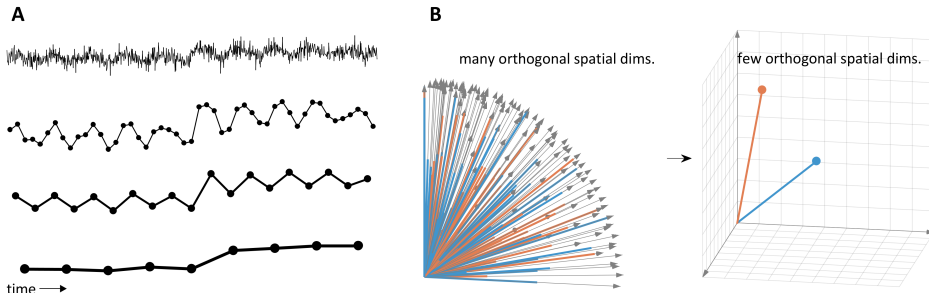 A
B
many orthogonal spatial dims.
few orthogonal spatial dims.
time